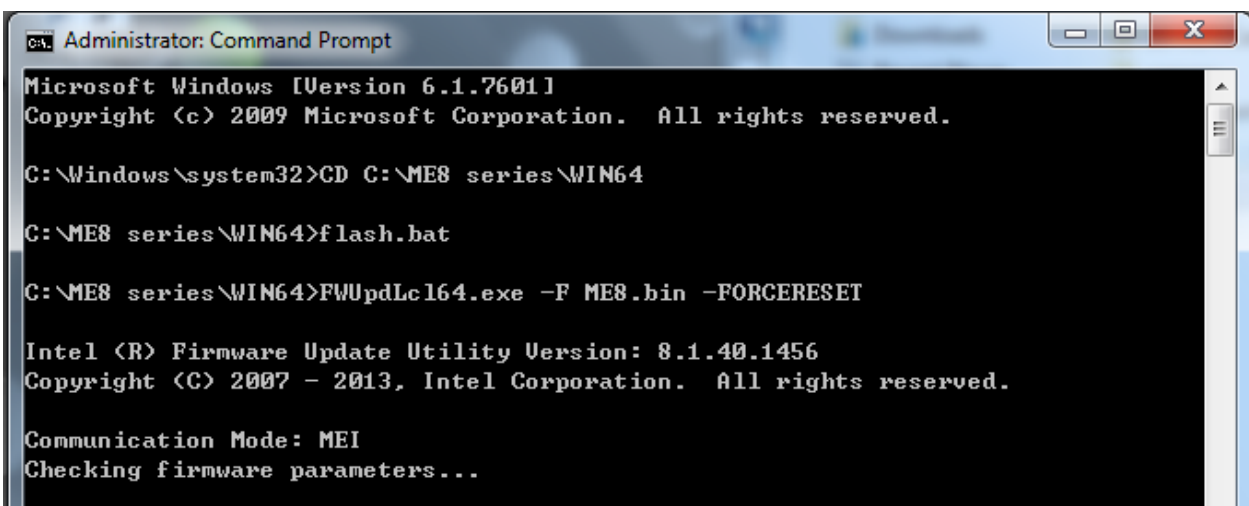 Administrator: Command Prompt
Microsoft Windows [Version 6.1.7601]
Copyright (c) 2009 Microsoft Corporation.  All rights reserved.
C:\Windows\system32>CD C:\ME8 series\WIN64
C:\ME8 series\WIN64>flash.bat
C:\ME8 series\WIN64>FWUpdLcl64.exe -F ME8.bin -FORCERESET
Intel (R) Firmware Update Utility Version: 8.1.40.1456
Copyright (C) 2007 - 2013, Intel Corporation.  All rights reserved.
Communication Mode: MEI
Checking firmware parameters...